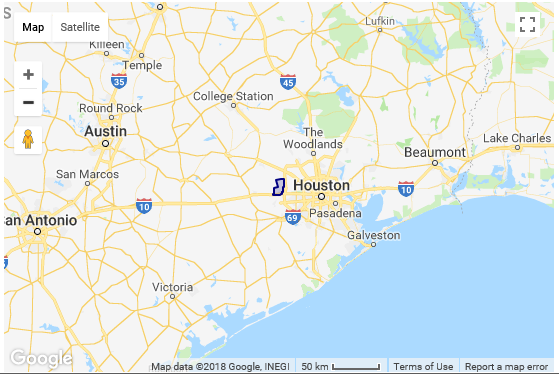 S
Map
Satellite
Lufkin
Killeen
Temple
35
45
College Station
Round Rock
The
Woodlands
Austin
Lake Charles
Beaumont
San Marcos
Houston
10
10
Pasadena
an Antonio
69
Galveston
Victoria
Google
Map data ©2018 Google, INEGI
50 km
Terms of Use
Report a map error